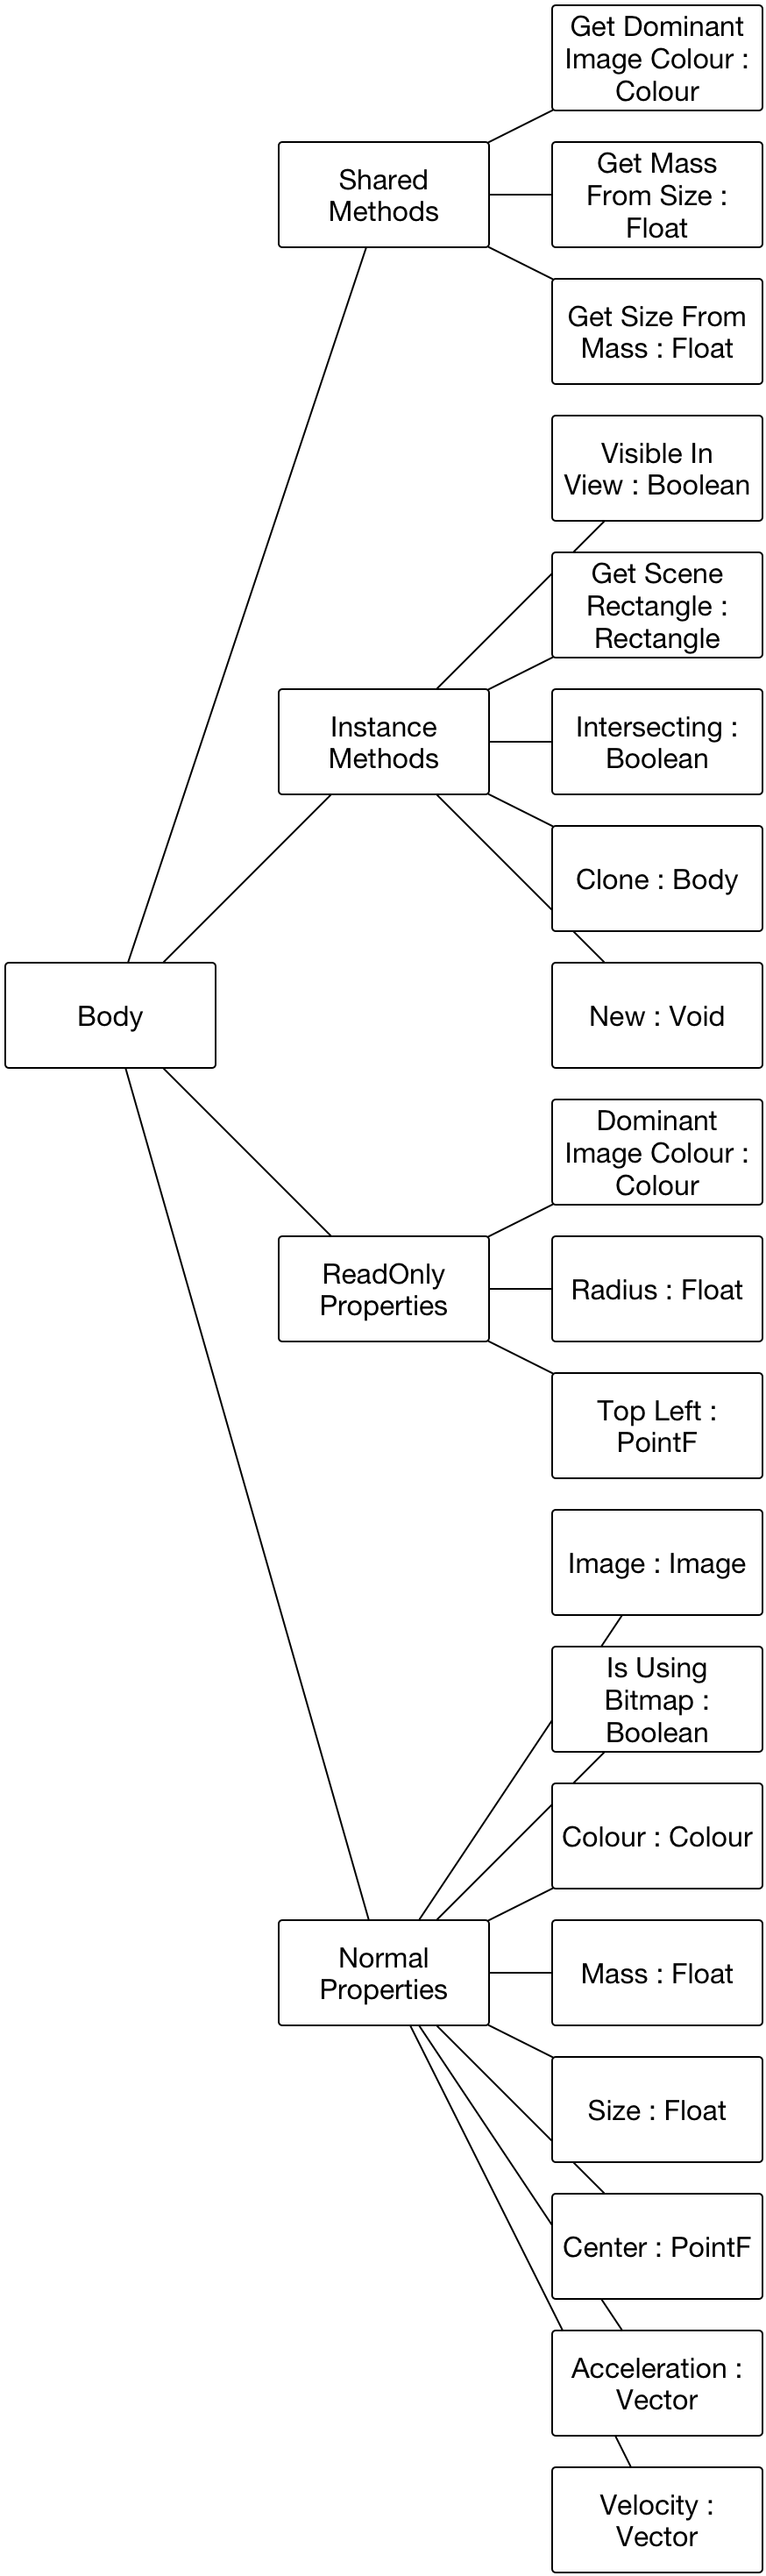 Get Dominant
Image Colour :
Colour
Shared
Methods
Get Mass
From Size :
Float
Get Size From
Mass : Float
Visible In
View : Boolean
Get Scene
Rectangle :
Rectangle
Instance
Methods
Intersecting :
Boolean
Clone : Body
Body
New : Void
Dominant
Image Colour :
Colour
ReadOnly
Properties
Radius : Float
Top Left :
PointF
Image : Image
Is Using
Bitmap :
Boolean
Colour : Colour
Normal
Properties
Mass : Float
Size : Float
Center : PointF
Acceleration :
Vector
Velocity :
Vector